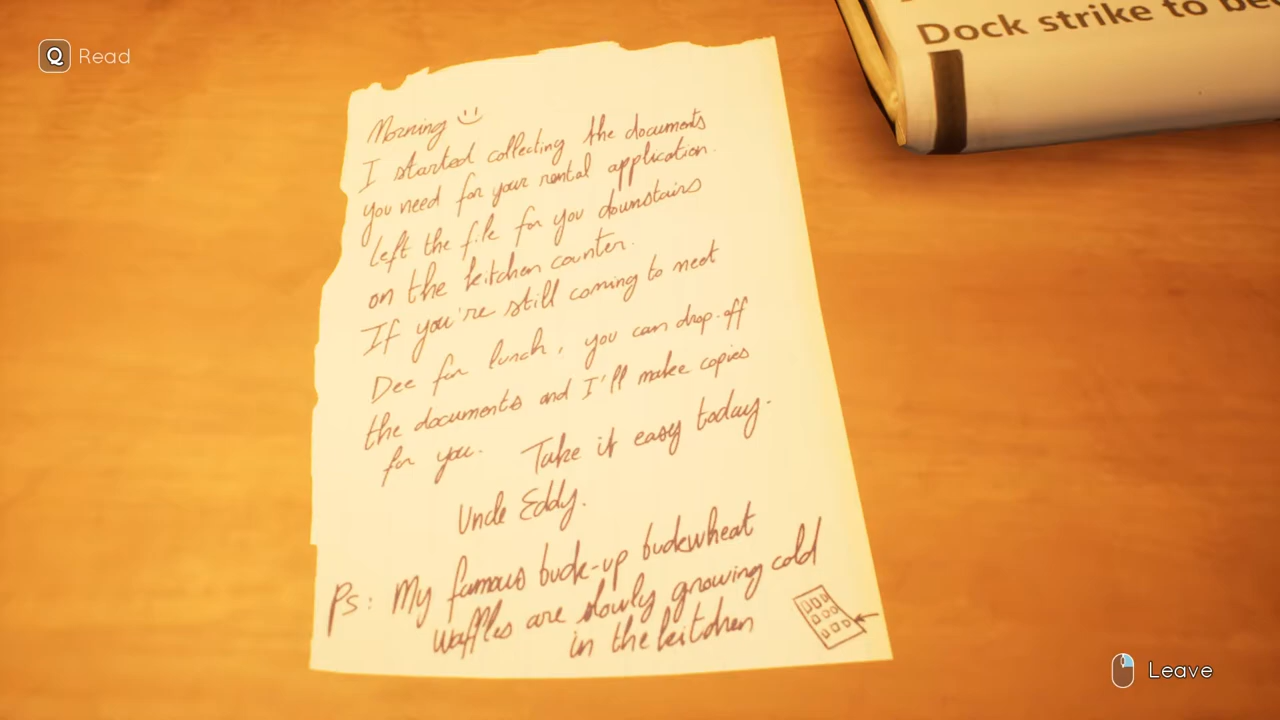 Q Read
Dock strike to be
Morning
I started collecting the documents
you need for your rental application.
left the file for you downstairs
on the kitchen counter.
If you're still coming to meet
Dee for lunch, you can drop-off
the documents and I'll make copies
for you. Take it easy today.
Uncle Eddy.
Ps: My famous buck-up buckwheat
waffles are slowly growing cold
in the kitchen
Leave